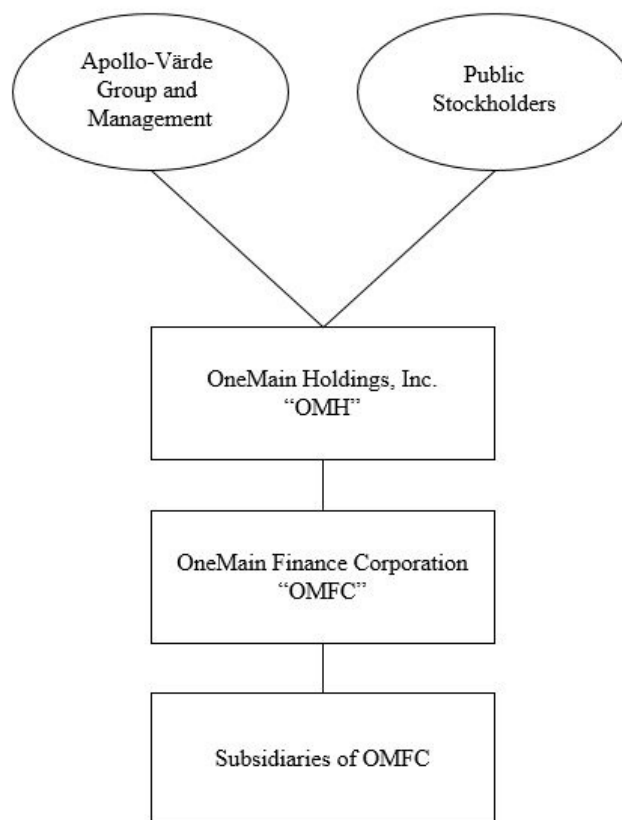 Apollo-Värde
Group and
Management
Public
Stockholders
OneMain Holdings, Inc.
“OMH”
OneMain Finance Corporation
“OMFC”
Subsidiaries of OMFC